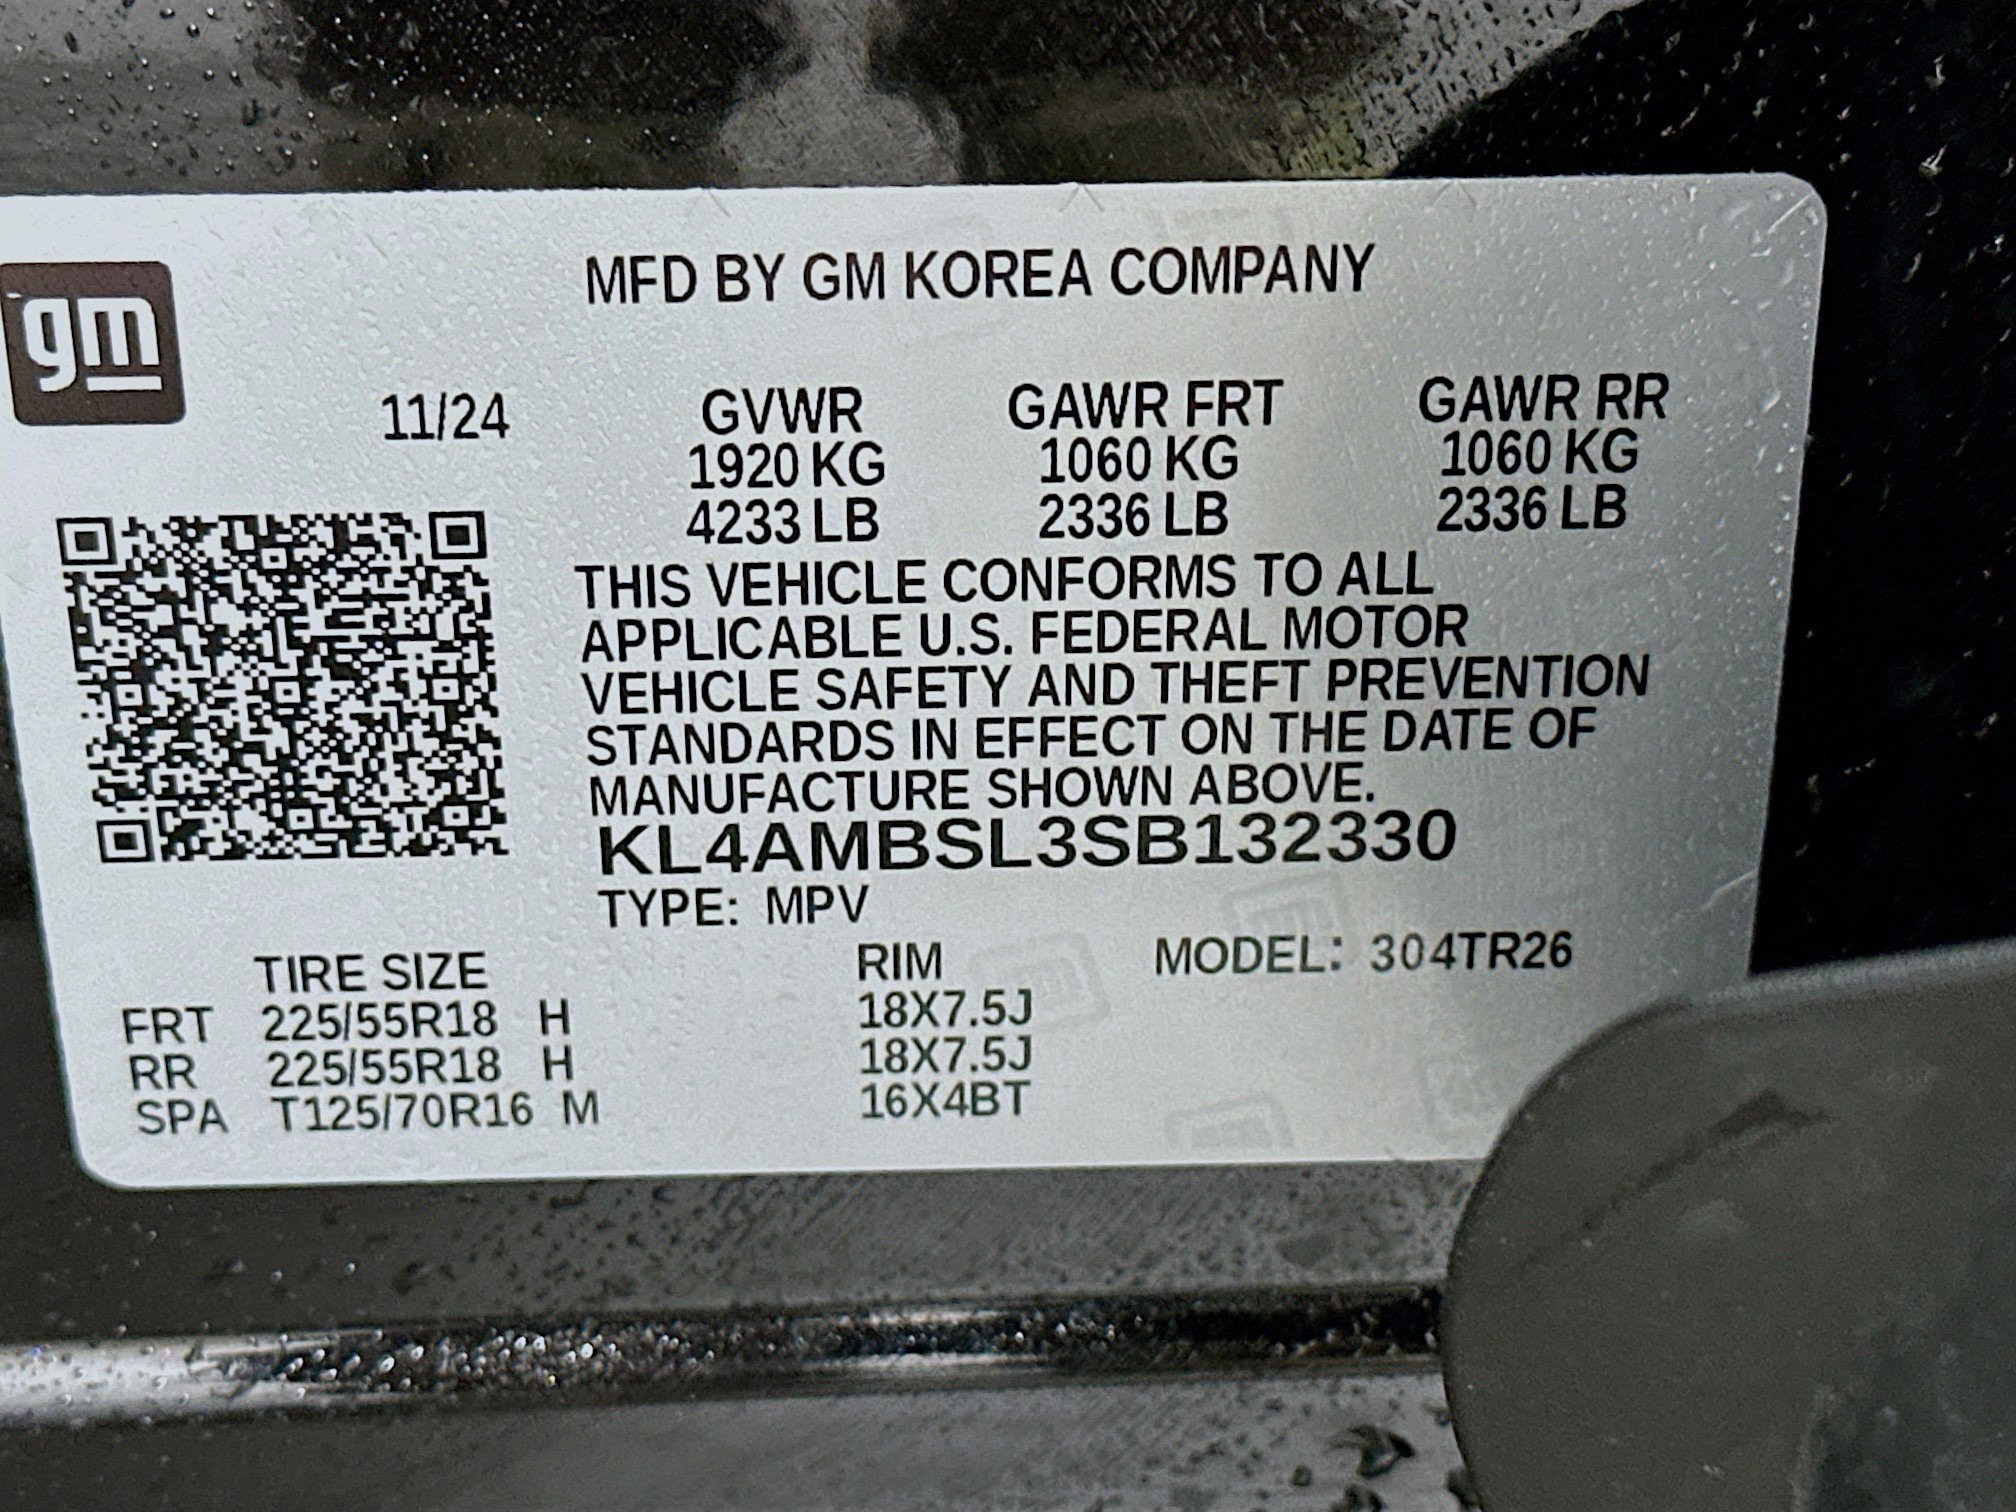 MFD BY GM KOREA COMPANY
gm
11/24 GVWR GAWR FRT GAWR RR
1920 KG 1060 KG 1060 KG
4233 LB 2336 LB 2336 LB
THIS VEHICLE CONFORMS TO ALL
APPLICABLE U.S. FEDERAL MOTOR
VEHICLE SAFETY AND THEFT PREVENTION
STANDARDS IN EFFECT ON THE DATE OF
MANUFACTURE SHOWN ABOVE.
KL4AMBSL3SB132330
TYPE: MPV
TIRE SIZE RIM MODEL: 304TR26
FRT 225/55R18 H 18X7.5J
RR 225/55R18 H 18X7.5J
SPA T125/70R16 M 16X4BT